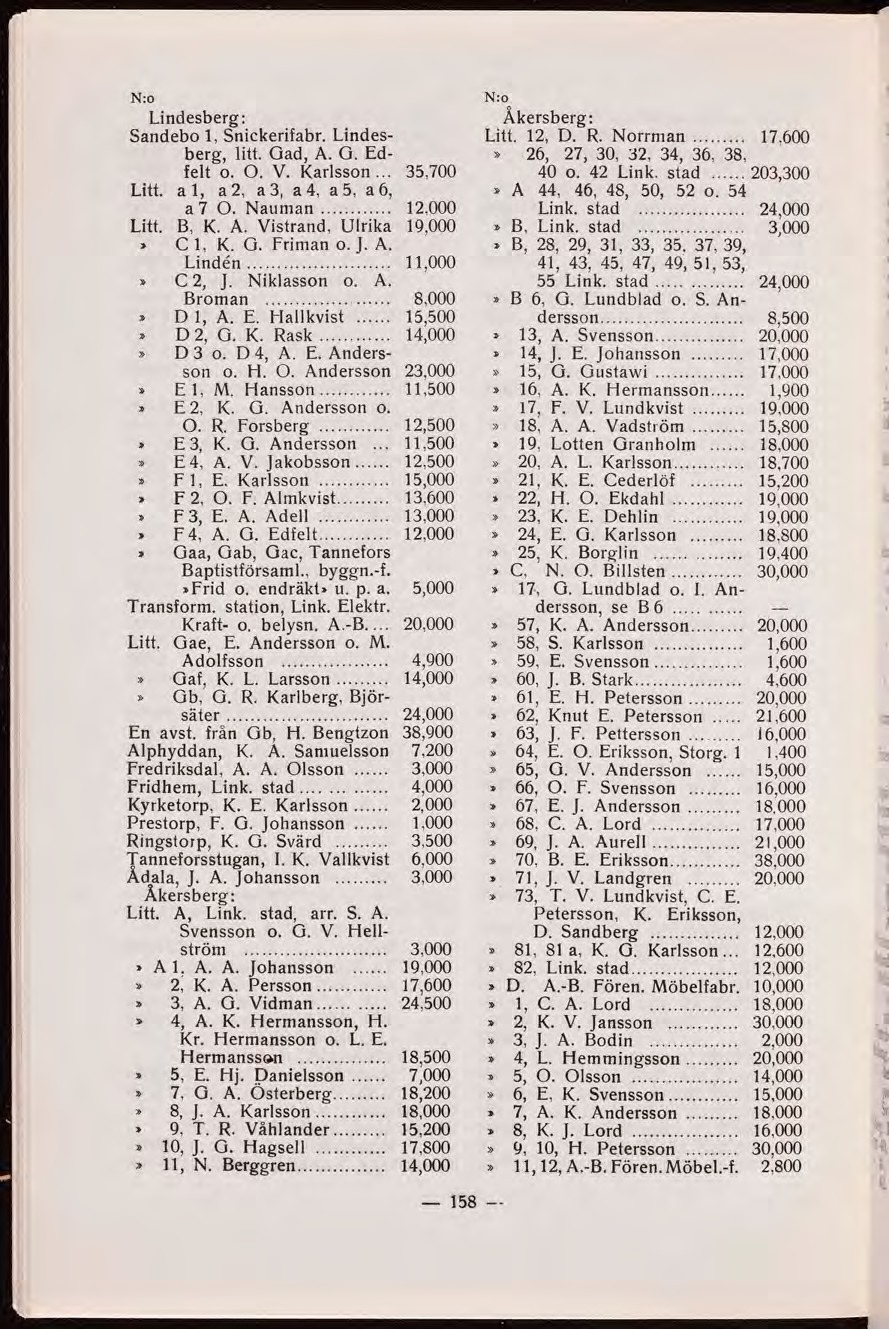 N:o
Lindesberg:
Sandebo 1, Snickerifabr. Lindes-
berg, litt. Gad, A. G. Ed-
felt o. O. V. Karlsson ... 35,700
Litt. a 1, a 2, a 3, a 4, a 5, a 6,
a 7 O. Nauman ............ 12,000
Litt. B, K. A. Vistrand, Ulrika 19,000
» C 1, K. G. Friman o. J. A.
Lindén ........................ 11,000
» C 2, J. Niklasson o. A.
Broman ..................... 8,000
» D 1, A. E. Hallkvist ...... 15,500
» D 2, G. K. Rask ............ 14,000
» D 3 o. D 4, A. E. Anders-
son o. H. O. Andersson 23,000
» E 1, M. Hansson ............ 11,500
» E 2, K. G. Andersson o.
O. R. Forsberg ............ 12,500
» E 3, K. G. Andersson ... 11,500
» E 4, A. V. Jakobsson ...... 12,500
» F 1, E. Karlsson ............ 15,000
» F 2, O. F. Almkvist......... 13,600
» F 3, E. A. Adell ............ 13,000
» F 4, A. G. Edfelt............ 12,000
» Gaa, Gab, Gac, Tannefors
Baptistförsaml., byggn.-f.
»Frid o. endräkt» u. p. a. 5,000
Transform. station, Link. Elektr.
Kraft- o. belysn. A.-B.... 20,000
Litt. Gae, E. Andersson o. M.
Adolfsson .................. 4,900
» Gaf, K. L. Larsson ......... 14,000
» Gb, G. R. Karlberg, Björ-
säter ........................... 24,000
En avst. från Gb, H. Bengtzon 38,900
Alphyddan, K. A. Samuelsson 7,200
Fredriksdal, A. A. Olsson ...... 3,000
Fridhem, Link. stad ............... 4,000
Kyrketorp, K. E. Karlsson ...... 2,000
Prestorp, F. G. Johansson ...... 1,000
Ringstorp, K. G. Svärd ......... 3,500
Tanneforsstugan, I. K. Vallkvist 6,000
Ådala, J. A. Johansson ......... 3,000
Åkersberg:
Litt. A, Link. stad, arr. S. A.
Svensson o. G. V. Hell-
ström ........................ 3,000
» A 1, A. A. Johansson ...... 19,000
» 2, K. A. Persson ............ 17,600
» 3, A. G. Vidman ............ 24,500
» 4, A. K. Hermansson, H.
Kr. Hermansson o. L. E.
Hermansson ............... 18,500
» 5, E. Hj. Danielsson ...... 7,000
» 7, G. A. Österberg......... 18,200
» 8, J. A. Karlsson ............ 18,000
» 9, T. R. Våhlander ......... 15,200
» 10, J. G. Hagsell ............ 17,800
» 11, N. Berggren............... 14,000
N:o
Åkersberg:
Litt. 12, D. R. Norrman ......... 17,600
» 26, 27, 30, 32, 34, 36, 38,
40 o. 42 Link. stad ...... 203,300
» A 44, 46, 48, 50, 52 o. 54
Link. stad .................. 24,000
» B, Link. stad .................. 3,000
» B, 28, 29, 31, 33, 35, 37, 39,
41, 43, 45, 47, 49, 51, 53,
55 Link. stad ............... 24,000
» B 6, G. Lundblad o. S. An-
dersson........................ 8,500
» 13, A. Svensson............... 20,000
» 14, J. E. Johansson ......... 17,000
» 15, G. Gustawi ............... 17,000
» 16, A. K. Hermansson...... 1,900
» 17, F. V. Lundkvist ......... 19,000
» 18, A. A. Vadström ......... 15,800
» 19, Lotten Granholm ...... 18,000
» 20, A. L. Karlsson............ 18,700
» 21, K. E. Cederlöf ......... 15,200
» 22, H. O. Ekdahl ............ 19,000
» 23, K. E. Dehlin ............ 19,000
» 24, E. G. Karlsson ......... 18,800
» 25, K. Borglin ............... 19,400
» C, N. O. Billsten ............ 30,000
» 17, G. Lundblad o. I. An-
dersson, se B 6 ............ —
» 57, K. A. Andersson......... 20,000
» 58, S. Karlsson ............... 1,600
» 59, E. Svensson ............... 1,600
» 60, J. B. Stark.................. 4,600
» 61, E. H. Petersson ......... 20,000
» 62, Knut E. Petersson ..... 21,600
» 63, J. F. Pettersson ......... 16,000
» 64, E. O. Eriksson, Storg. 1 1,400
» 65, G. V. Andersson ...... 15,000
» 66, O. F. Svensson ......... 16,000
» 67, E. J. Andersson ......... 18,000
» 68, C. A. Lord ............... 17,000
» 69, J. A. Aurell ............... 21,000
» 70, B. E. Eriksson............ 38,000
» 71, J. V. Landgren ......... 20,000
» 73, T. V. Lundkvist, C. E.
Petersson, K. Eriksson,
D. Sandberg ............... 12,000
» 81, 81 a, K. G. Karlsson ... 12,600
» 82, Link. stad.................. 12,000
» D. A.-B. Fören. Möbelfabr. 10,000
» 1, C. A. Lord ............... 18,000
» 2, K. V. Jansson ............ 30,000
» 3, J. A. Bodin ............... 2,000
» 4, L. Hemmingsson ......... 20,000
» 5, O. Olsson .................. 14,000
» 6, E. K. Svensson ............ 15,000
» 7, A. K. Andersson ......... 18,000
» 8, K. J. Lord .................. 16,000
» 9, 10, H. Petersson ......... 30,000
» 11, 12, A.-B. Fören. Möbel.-f. 2,800
— 158 —